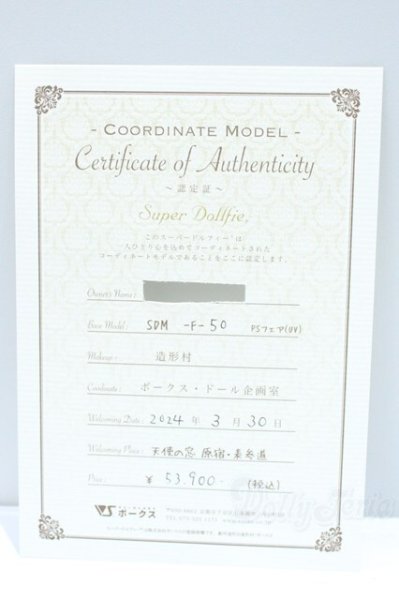 - COORDINATE MODEL -
Certificate of Authenticity
～認定証～
Super Dollfie®
このスーパードルフィー®は
一人ひとり心を込めてコーディネートされた
コーディネートモデルであることをここに認定します。
Owner's Name :
Base Model : SDM -F-50 PSフェア(UV)
Makeup : 造形村
Coordinate : ボークス・ドール企画室
Welcoming Date : 2024 年 3 月 30 日
Welcoming Place : 天使の窓 原宿・表参道
Price : ¥ 53,900- (税込)
VS ボークス